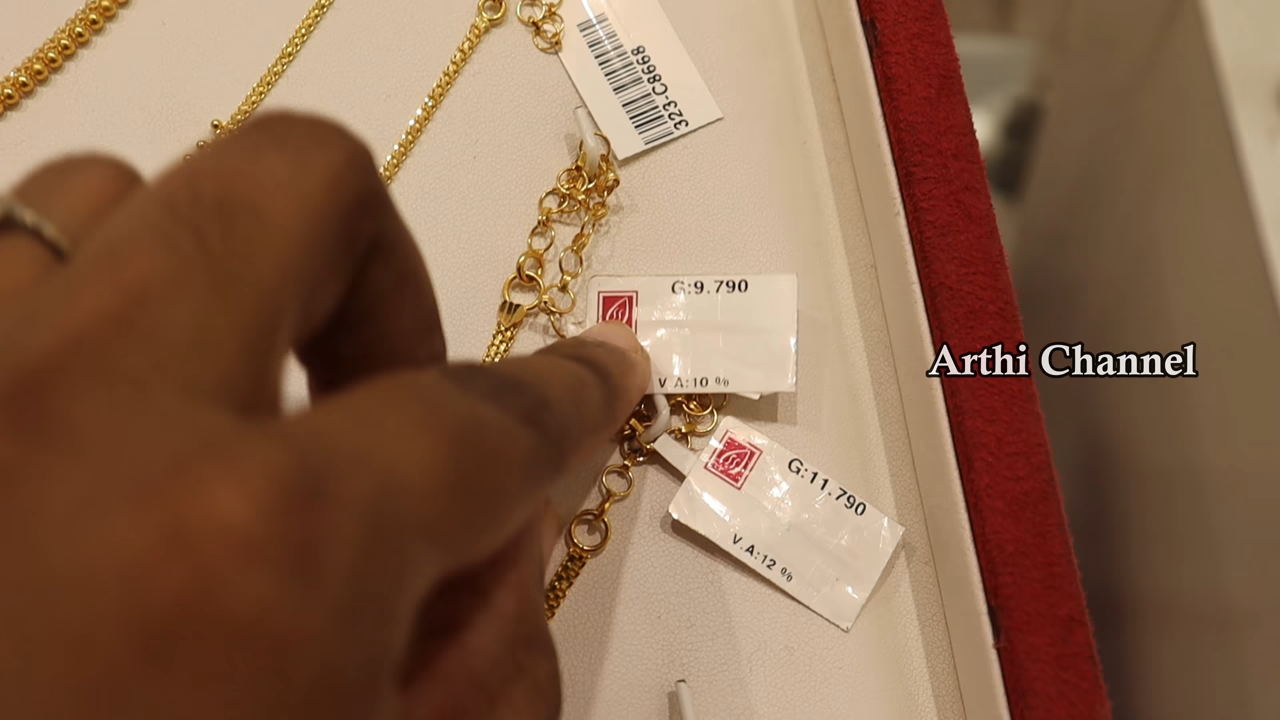 323-C8668
G:9.790
V A:10 %
G:11.790
V.A:12 %
Arthi Channel